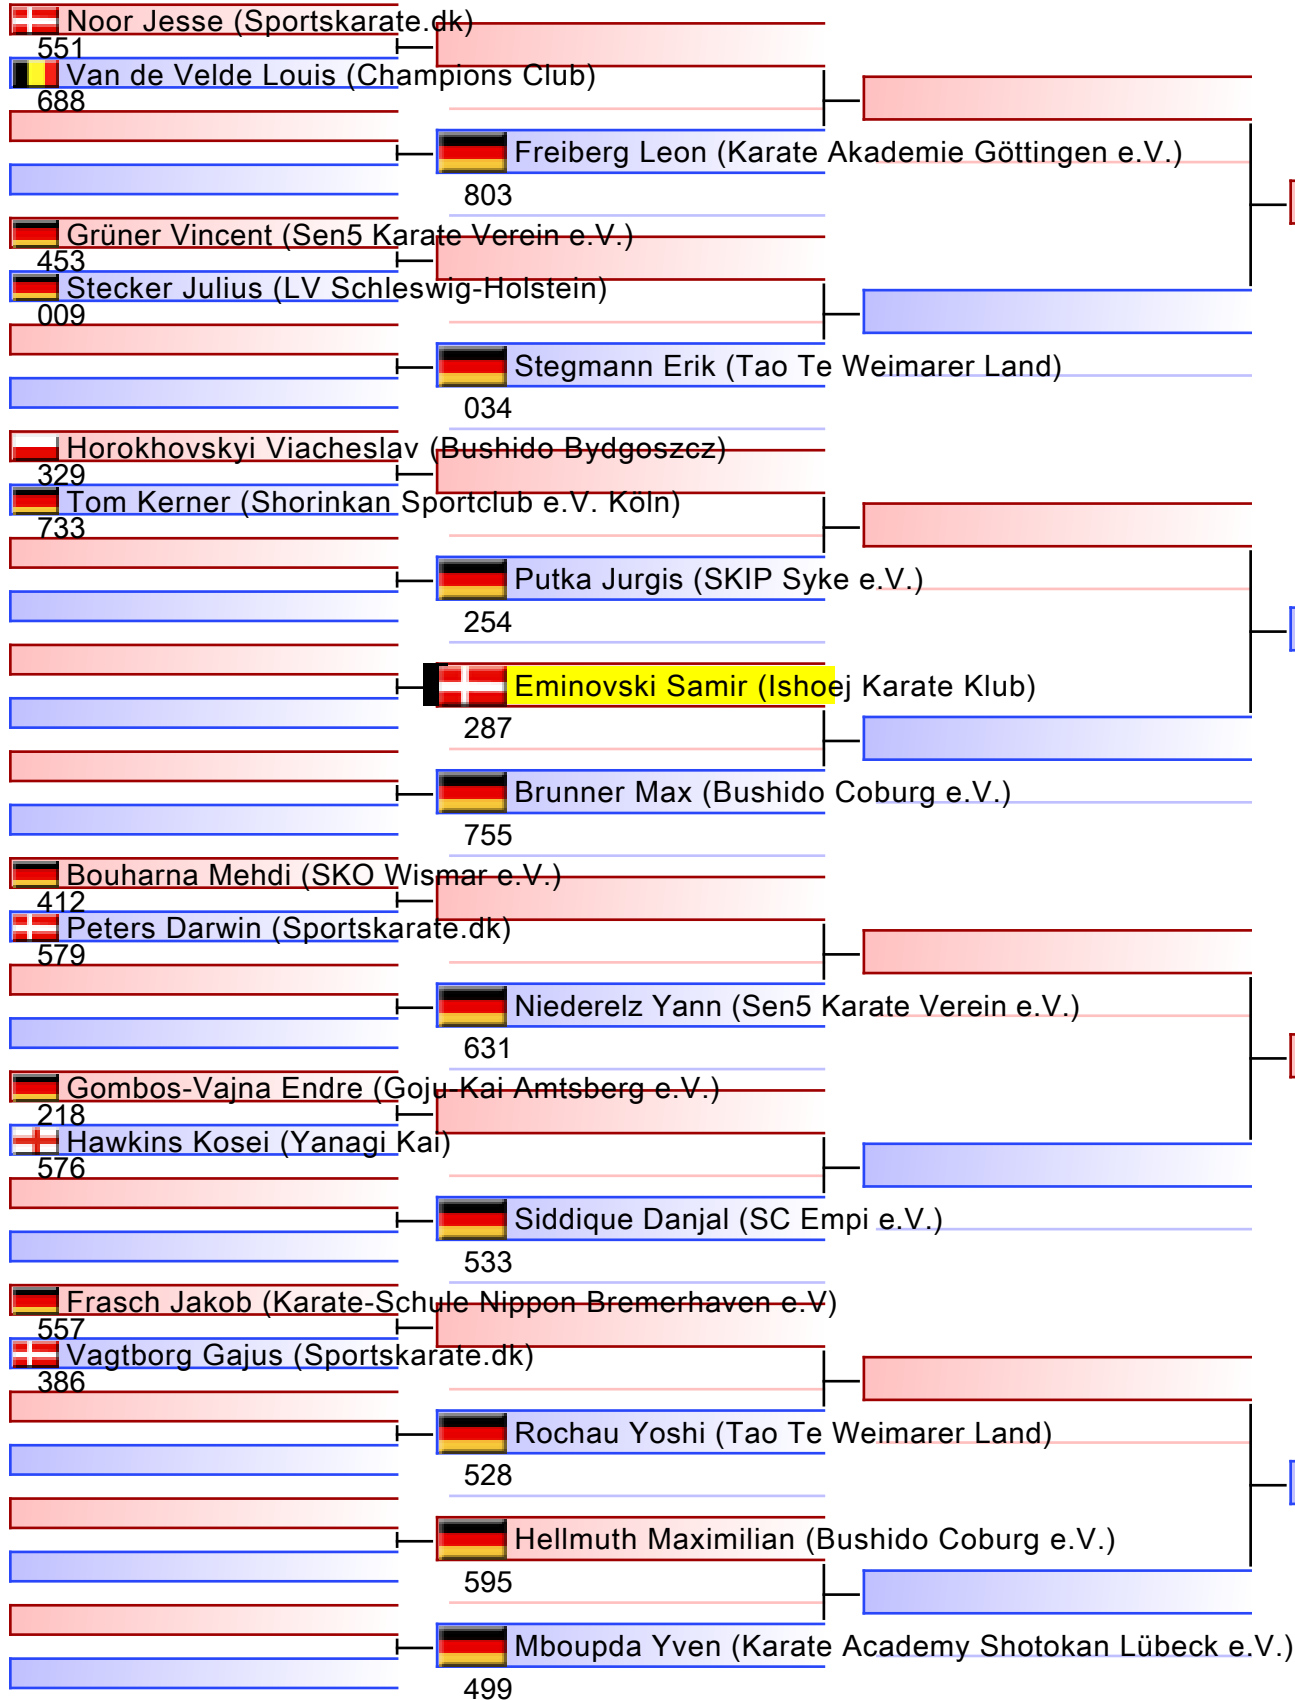 Noor Jesse (Sportskarate.dk)
551
Van de Velde Louis (Champions Club)
688
Freiberg Leon (Karate Akademie Göttingen e.V.)
803
Grüner Vincent (Sen5 Karate Verein e.V.)
453
Stecker Julius (LV Schleswig-Holstein)
009
Stegmann Erik (Tao Te Weimarer Land)
034
Horokhovskyi Viacheslav (Bushido Bydgoszcz)
329
Tom Kerner (Shorinkan Sportclub e.V. Köln)
733
Putka Jurgis (SKIP Syke e.V.)
254
Eminovski Samir (Ishoej Karate Klub)
287
Brunner Max (Bushido Coburg e.V.)
755
Bouharna Mehdi (SKO Wismar e.V.)
412
Peters Darwin (Sportskarate.dk)
579
Niederelz Yann (Sen5 Karate Verein e.V.)
631
Gombos-Vajna Endre (Goju-Kai Amtsberg e.V.)
218
Hawkins Kosei (Yanagi Kai)
576
Siddique Danjal (SC Empi e.V.)
533
Frasch Jakob (Karate-Schule Nippon Bremerhaven e.V)
557
Vagtborg Gajus (Sportskarate.dk)
386
Rochau Yoshi (Tao Te Weimarer Land)
528
Hellmuth Maximilian (Bushido Coburg e.V.)
595
Mboupda Yven (Karate Academy Shotokan Lübeck e.V.)
499